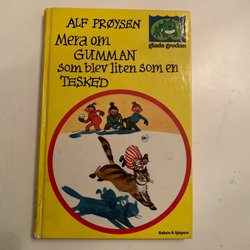 ALF PRØYSEN
Mera om
GUMMAN
som blev liten som en
TESKED
glada grodan
Rabén & Sjögren